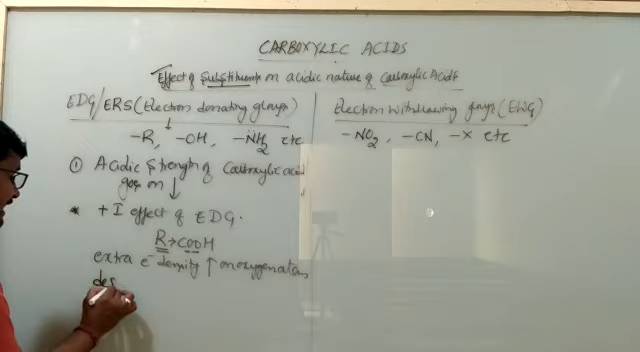 CARBOXYLIC ACIDS
Effect of Substituents on acidic nature of Carboxylic Acids
EDG/ERS (Electron donating groups)
-R, -OH, -NH2 etc
① Acidic Strength of Carboxylic acid
goes on ↓
* +I effect of EDG.
R→COOH
extra e- density ↑ on oxygen atom
des
Electron withdrawing groups (EWG)
-NO2, -CN, -X etc